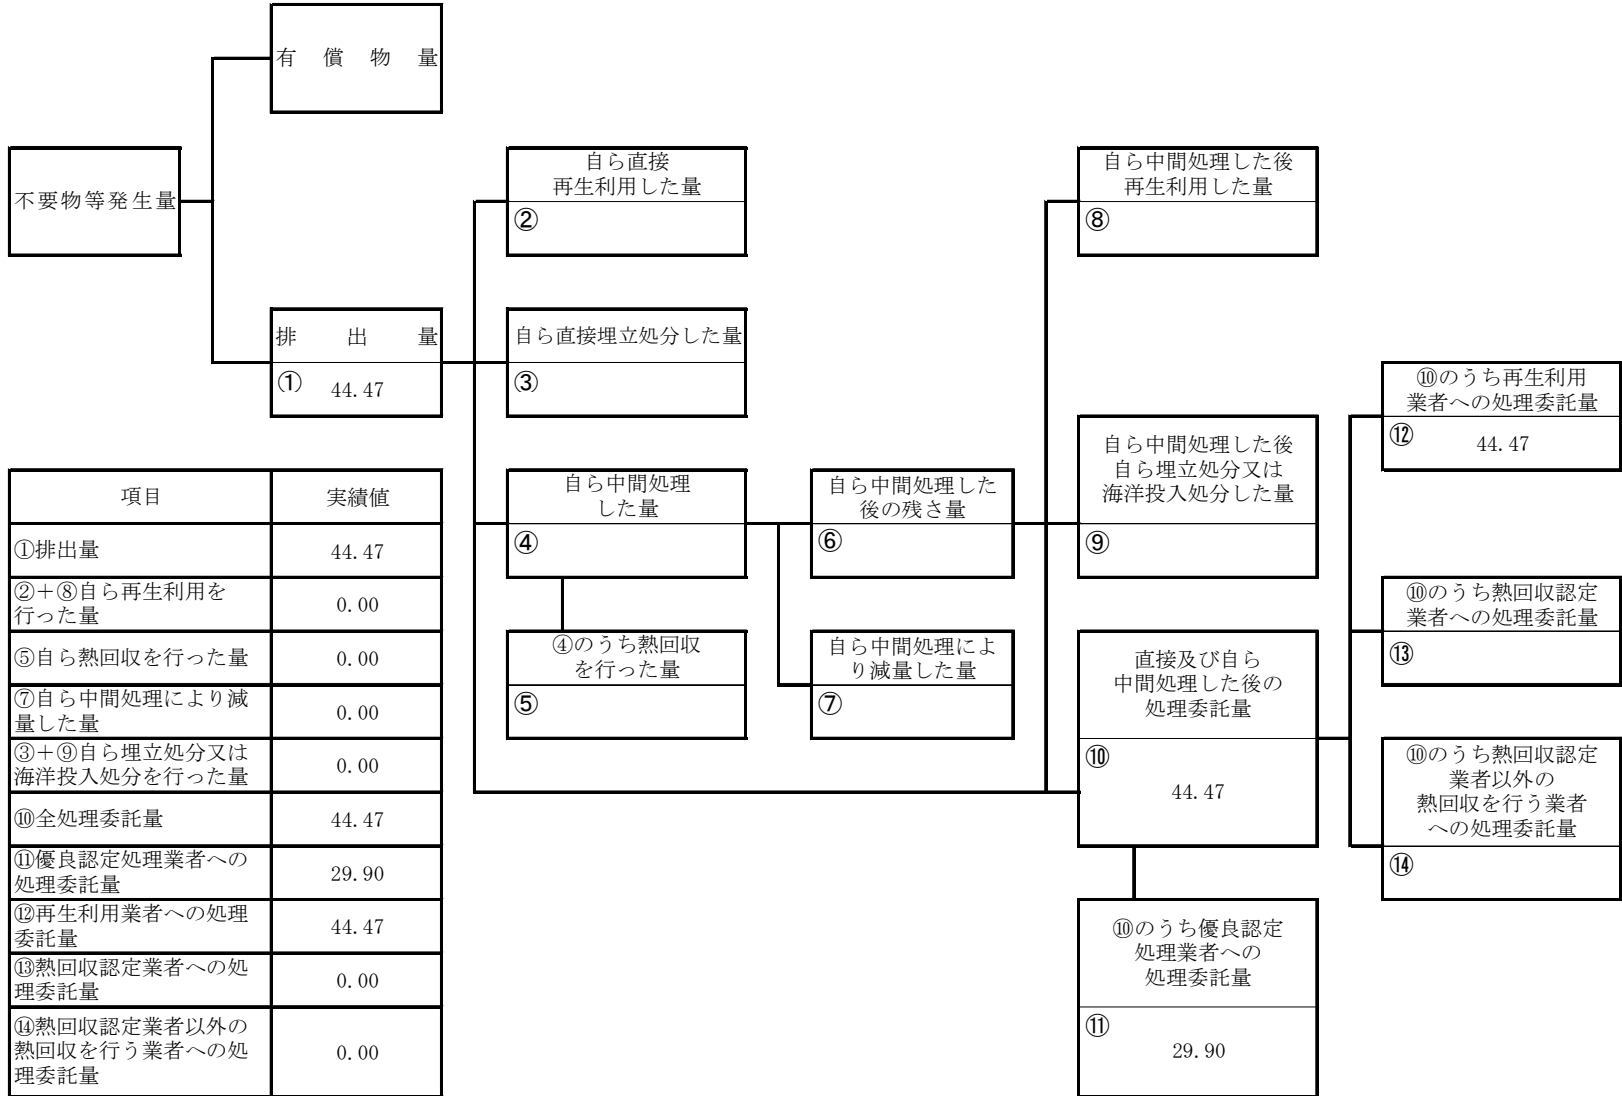 有償物量
不要物等発生量
排出量
① 44.47
自ら直接
再生利用した量
②
自ら直接埋立処分した量
③
自ら中間処理
した量
④
④のうち熱回収
を行った量
⑤
自ら中間処理した
後の残さ量
⑥
自ら中間処理によ
り減量した量
⑦
自ら中間処理した後
再生利用した量
⑧
自ら中間処理した後
自ら埋立処分又は
海洋投入処分した量
⑨
直接及び自ら
中間処理した後の
処理委託量
⑩
44.47
⑩のうち優良認定
処理業者への
処理委託量
⑪
29.90
⑩のうち再生利用
業者への処理委託量
⑫ 44.47
⑩のうち熱回収認定
業者への処理委託量
⑬
⑩のうち熱回収認定
業者以外の
熱回収を行う業者
への処理委託量
⑭
項目 実績値
①排出量 44.47
②+⑧自ら再生利用を
行った量 0.00
⑤自ら熱回収を行った量 0.00
⑦自ら中間処理により減
量した量 0.00
③+⑨自ら埋立処分又は
海洋投入処分を行った量 0.00
⑩全処理委託量 44.47
⑪優良認定処理業者への
処理委託量 29.90
⑫再生利用業者への処理
委託量 44.47
⑬熱回収認定業者への処
理委託量 0.00
⑭熱回収認定業者以外の
熱回収を行う業者への処
理委託量 0.00